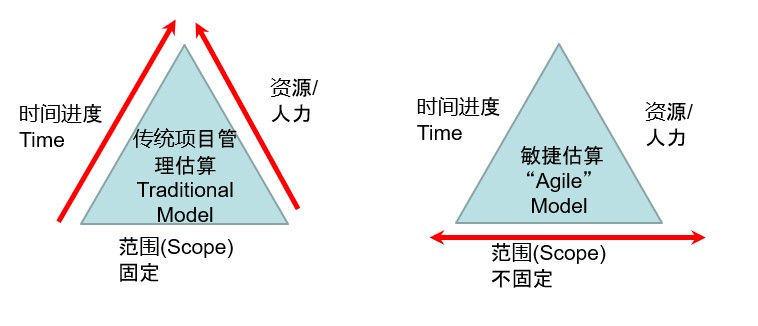 时间进度
Time
资源/
人力
传统项目管
理估算
Traditional
Model
范围(Scope)
固定
时间进度
Time
资源/
人力
敏捷估算
“Agile”
Model
范围(Scope)
不固定